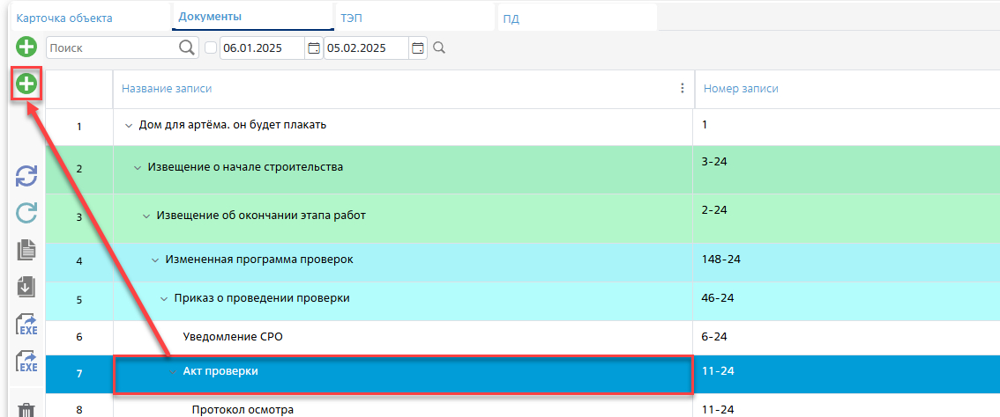 Карточка объекта
Документы
ТЭП
ПД
Поиск
06.01.2025
05.02.2025
Название записи
Номер записи
1 Дом для артёма. он будет плакать 1
2 Извещение о начале строительства 3-24
3 Извещение об окончании этапа работ 2-24
4 Измененная программа проверок 148-24
5 Приказ о проведении проверки 46-24
6 Уведомление СРО 6-24
7 Акт проверки 11-24
8 Протокол осмотра 11-24
EXE
EXE